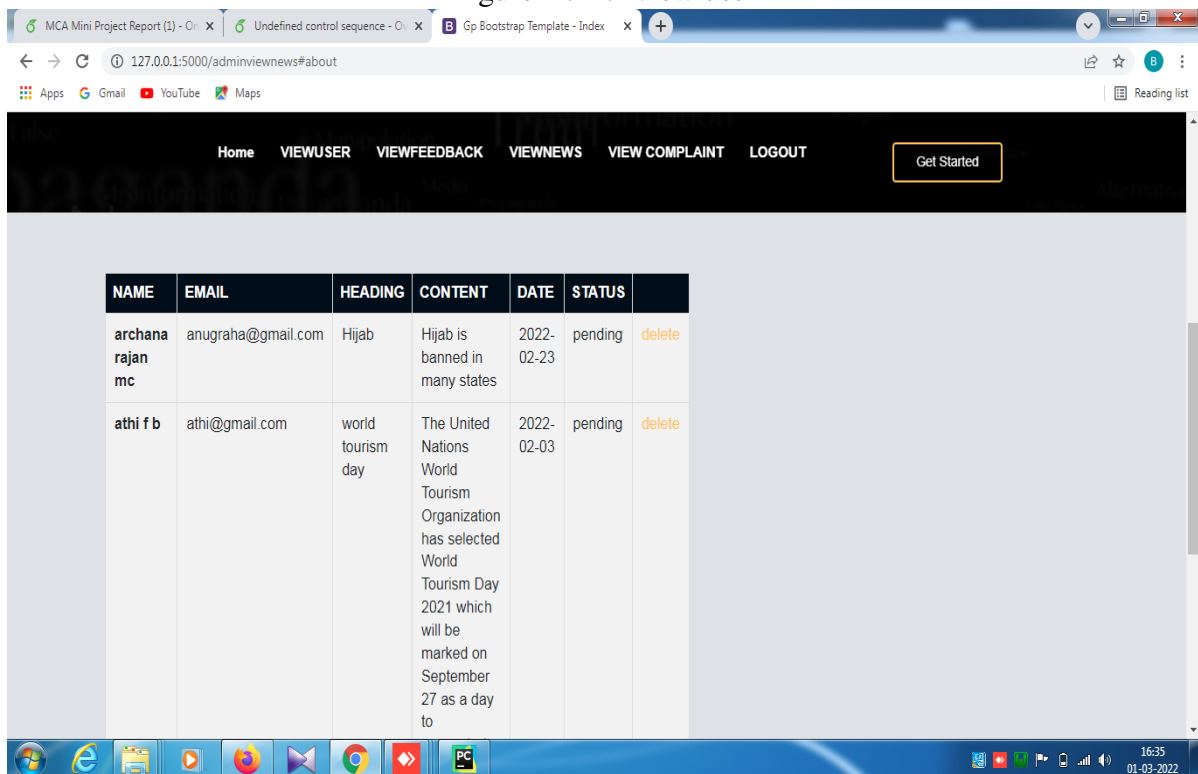 MCA Mini Project Report (1) - On
Undefined control sequence - Ov
Gp Bootstrap Template - Index
127.0.0.1:5000/adminviewnews#about
B
Apps
Gmail
YouTube
Maps
Reading list
Home VIEWUSER VIEWFEEDBACK VIEWNEWS VIEW COMPLAINT LOGOUT
Get Started
NAME EMAIL HEADING CONTENT DATE STATUS
archana rajan mc
anugraha@gmail.com
Hijab
Hijab is
banned in
many states
2022-
02-23
pending
delete
athi f b
athi@gmail.com
world
tourism
day
The United
Nations
World
Tourism
Organization
has selected
World
Tourism Day
2021 which
will be
marked on
September
27 as a day
to
2022-
02-03
pending
delete
PC
16:35
01-03-2022